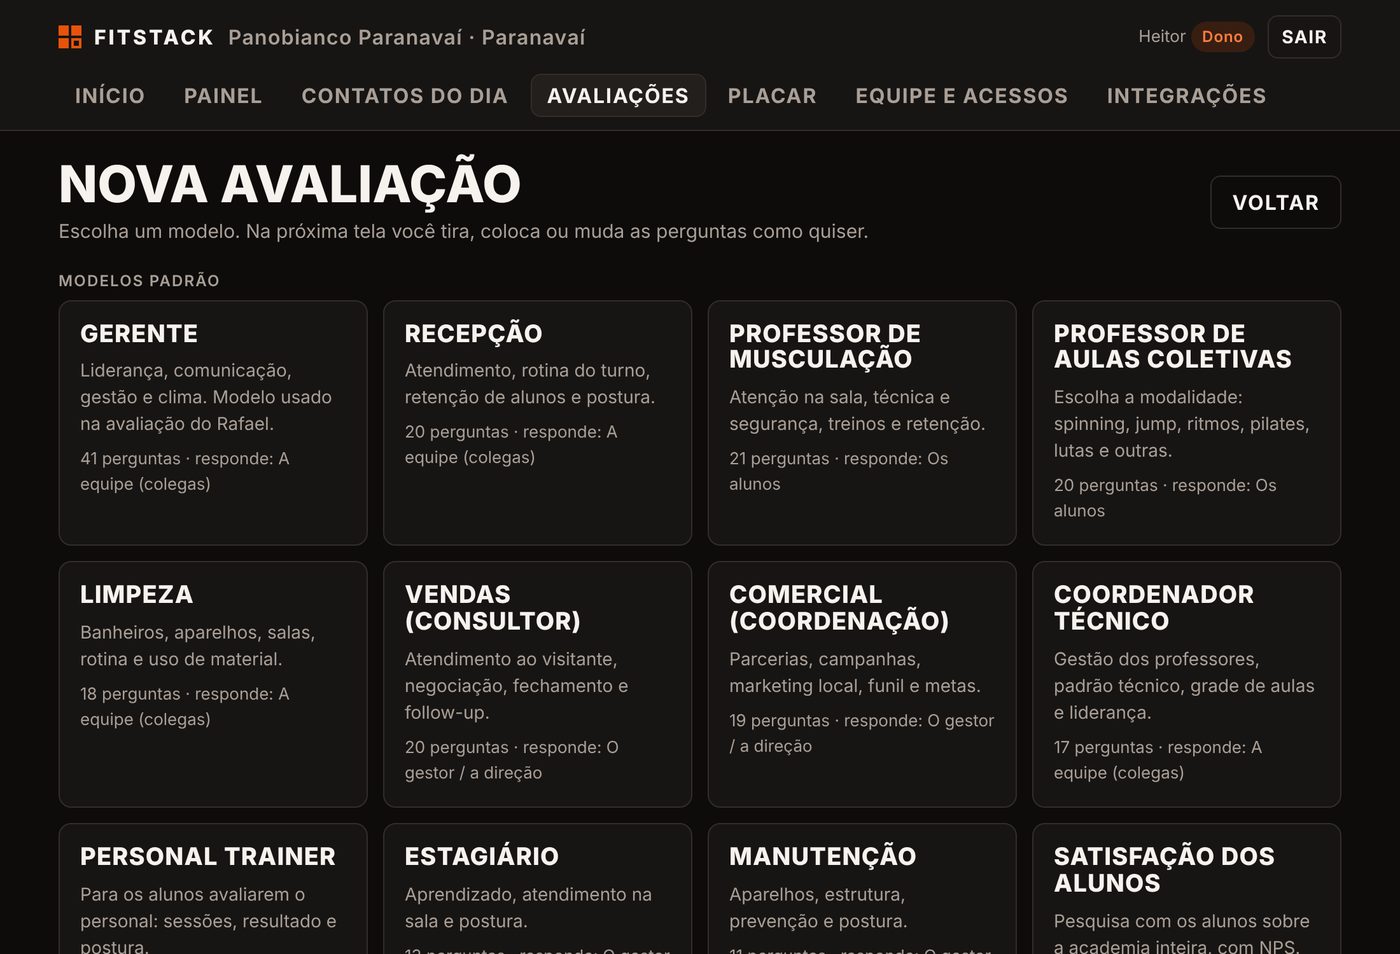 FITSTACK Panobianco Paranavaí · Paranavaí
Heitor Dono SAIR
INÍCIO PAINEL CONTATOS DO DIA AVALIAÇÕES PLACAR EQUIPE E ACESSOS INTEGRAÇÕES
NOVA AVALIAÇÃO
Escolha um modelo. Na próxima tela você tira, coloca ou muda as perguntas como quiser.
VOLTAR
MODELOS PADRÃO
GERENTE
Liderança, comunicação,
gestão e clima. Modelo usado
na avaliação do Rafael.
41 perguntas · responde: A
equipe (colegas)
RECEPÇÃO
Atendimento, rotina do turno,
retenção de alunos e postura.
20 perguntas · responde: A
equipe (colegas)
PROFESSOR DE
MUSCULAÇÃO
Atenção na sala, técnica e
segurança, treinos e retenção.
21 perguntas · responde: Os
alunos
PROFESSOR DE
AULAS COLETIVAS
Escolha a modalidade:
spinning, jump, ritmos, pilates,
lutas e outras.
20 perguntas · responde: Os
alunos
LIMPEZA
Banheiros, aparelhos, salas,
rotina e uso de material.
18 perguntas · responde: A
equipe (colegas)
VENDAS
(CONSULTOR)
Atendimento ao visitante,
negociação, fechamento e
follow-up.
20 perguntas · responde: O
gestor / a direção
COMERCIAL
(COORDENAÇÃO)
Parcerias, campanhas,
marketing local, funil e metas.
19 perguntas · responde: O gestor
/ a direção
COORDENADOR
TÉCNICO
Gestão dos professores,
padrão técnico, grade de aulas
e liderança.
17 perguntas · responde: A
equipe (colegas)
PERSONAL TRAINER
Para os alunos avaliarem o
personal: sessões, resultado e
postura.
ESTAGIÁRIO
Aprendizado, atendimento na
sala e postura.
perguntas · responde: O gestor
MANUTENÇÃO
Aparelhos, estrutura,
prevenção e postura.
11 perguntas · responde: O gestor
SATISFAÇÃO DOS
ALUNOS
Pesquisa com os alunos sobre
a academia inteira, com NPS.